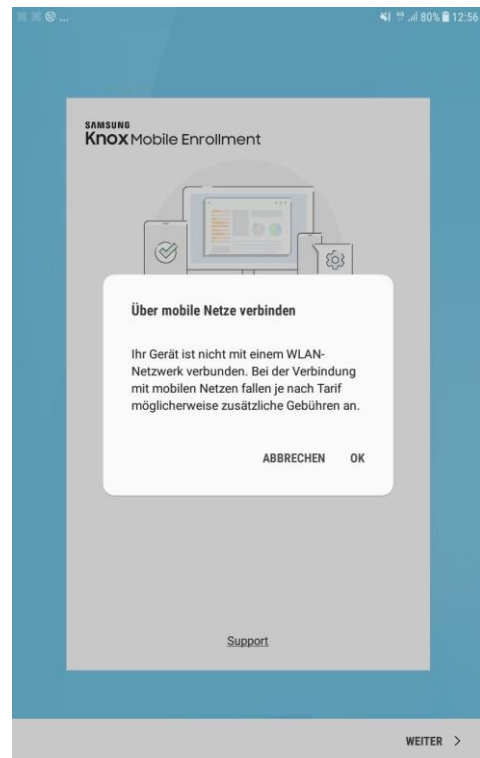 80% 12:56
SAMSUNG
Knox Mobile Enrollment
Über mobile Netze verbinden
Ihr Gerät ist nicht mit einem WLAN-
Netzwerk verbunden. Bei der Verbindung
mit mobilen Netzen fallen je nach Tarif
möglicherweise zusätzliche Gebühren an.
ABBRECHEN OK
Support
WEITER